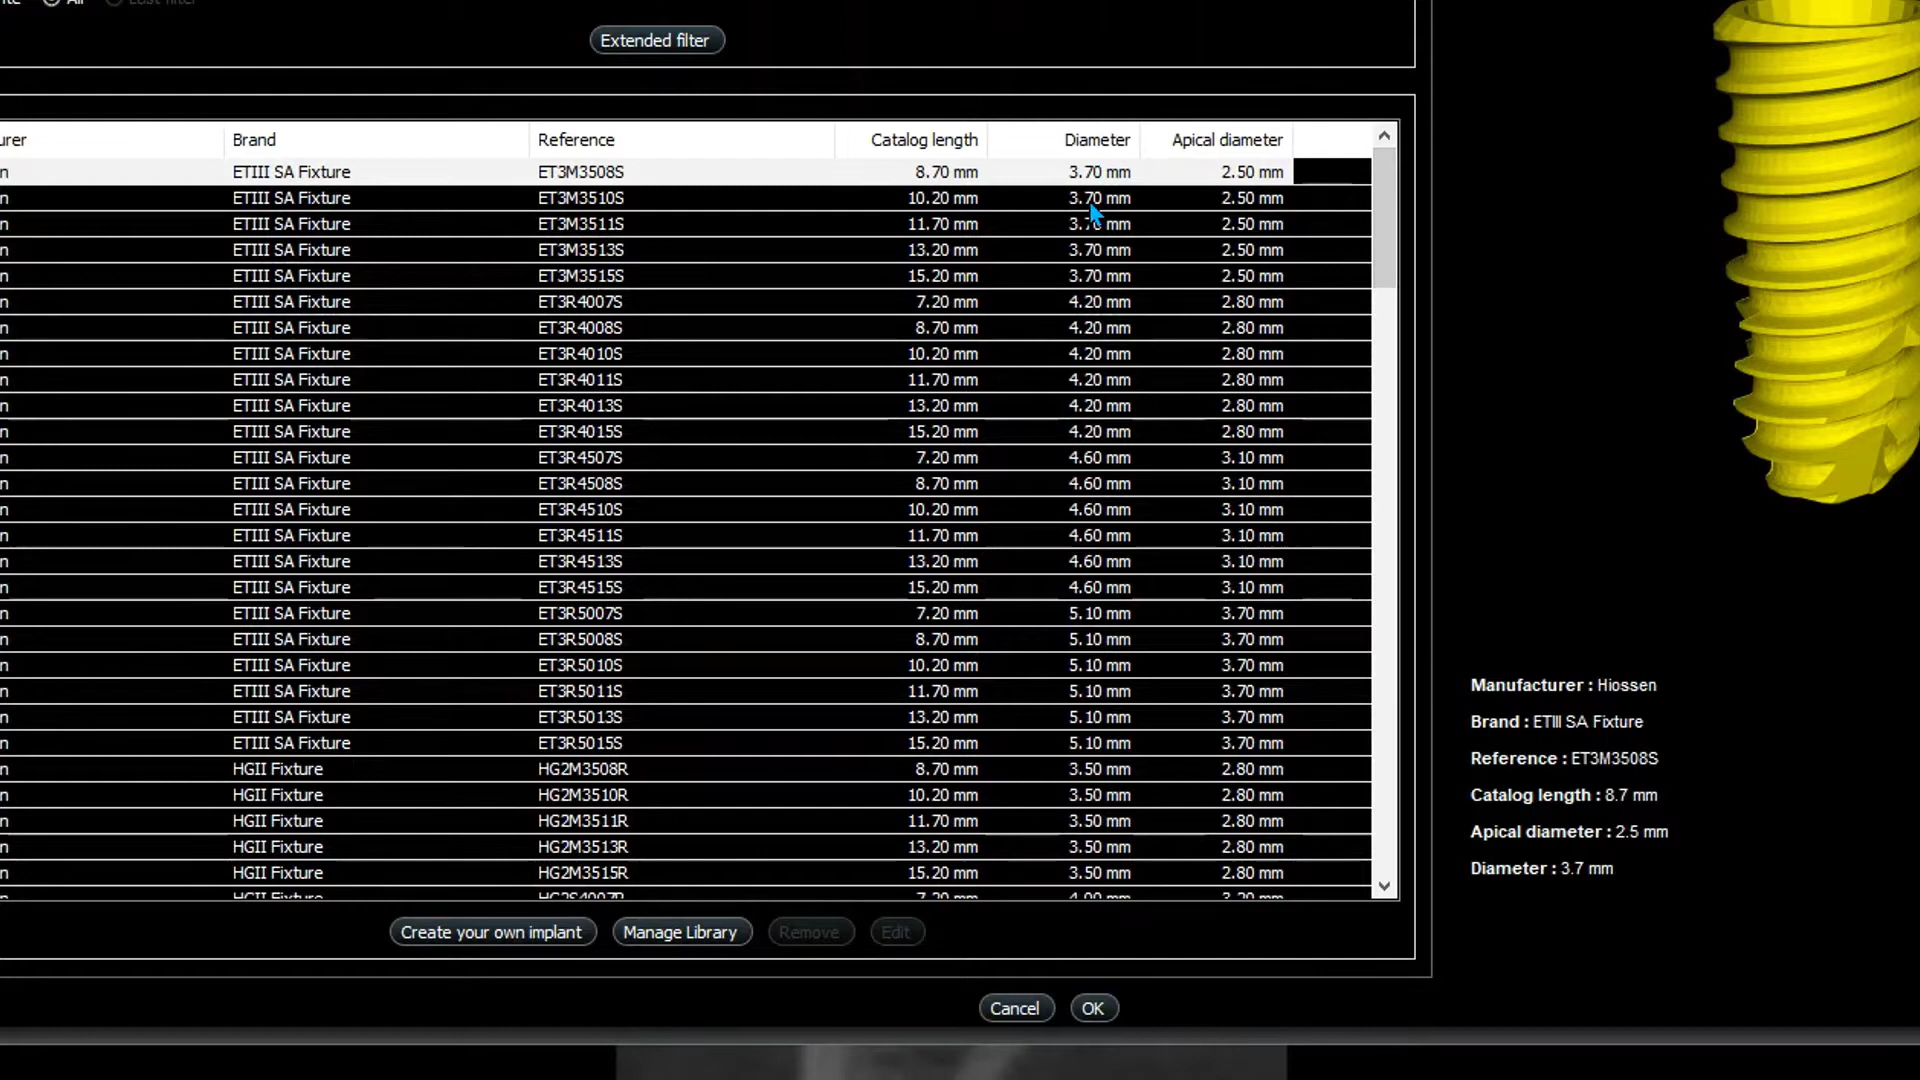 All
Last filter
Extended filter
urer Brand Reference Catalog length Diameter Apical diameter
n ETIII SA Fixture ET3M3508S 8.70 mm 3.70 mm 2.50 mm
n ETIII SA Fixture ET3M3510S 10.20 mm 3.70 mm 2.50 mm
n ETIII SA Fixture ET3M3511S 11.70 mm 3.70 mm 2.50 mm
n ETIII SA Fixture ET3M3513S 13.20 mm 3.70 mm 2.50 mm
n ETIII SA Fixture ET3M3515S 15.20 mm 3.70 mm 2.50 mm
n ETIII SA Fixture ET3R4007S 7.20 mm 4.20 mm 2.80 mm
n ETIII SA Fixture ET3R4008S 8.70 mm 4.20 mm 2.80 mm
n ETIII SA Fixture ET3R4010S 10.20 mm 4.20 mm 2.80 mm
n ETIII SA Fixture ET3R4011S 11.70 mm 4.20 mm 2.80 mm
n ETIII SA Fixture ET3R4013S 13.20 mm 4.20 mm 2.80 mm
n ETIII SA Fixture ET3R4015S 15.20 mm 4.20 mm 2.80 mm
n ETIII SA Fixture ET3R4507S 7.20 mm 4.60 mm 3.10 mm
n ETIII SA Fixture ET3R4508S 8.70 mm 4.60 mm 3.10 mm
n ETIII SA Fixture ET3R4510S 10.20 mm 4.60 mm 3.10 mm
n ETIII SA Fixture ET3R4511S 11.70 mm 4.60 mm 3.10 mm
n ETIII SA Fixture ET3R4513S 13.20 mm 4.60 mm 3.10 mm
n ETIII SA Fixture ET3R4515S 15.20 mm 4.60 mm 3.10 mm
n ETIII SA Fixture ET3R5007S 7.20 mm 5.10 mm 3.70 mm
n ETIII SA Fixture ET3R5008S 8.70 mm 5.10 mm 3.70 mm
n ETIII SA Fixture ET3R5010S 10.20 mm 5.10 mm 3.70 mm
n ETIII SA Fixture ET3R5011S 11.70 mm 5.10 mm 3.70 mm
n ETIII SA Fixture ET3R5013S 13.20 mm 5.10 mm 3.70 mm
n ETIII SA Fixture ET3R5015S 15.20 mm 5.10 mm 3.70 mm
n HGII Fixture HG2M3508R 8.70 mm 3.50 mm 2.80 mm
n HGII Fixture HG2M3510R 10.20 mm 3.50 mm 2.80 mm
n HGII Fixture HG2M3511R 11.70 mm 3.50 mm 2.80 mm
n HGII Fixture HG2M3513R 13.20 mm 3.50 mm 2.80 mm
n HGII Fixture HG2M3515R 15.20 mm 3.50 mm 2.80 mm
HGII Fixture HG2S4007R 7.20 mm 4.00 mm 3.20 mm
Create your own implant Manage Library Remove Edit
Cancel OK
Manufacturer : Hiossen
Brand : ETIII SA Fixture
Reference : ET3M3508S
Catalog length : 8.7 mm
Apical diameter : 2.5 mm
Diameter : 3.7 mm